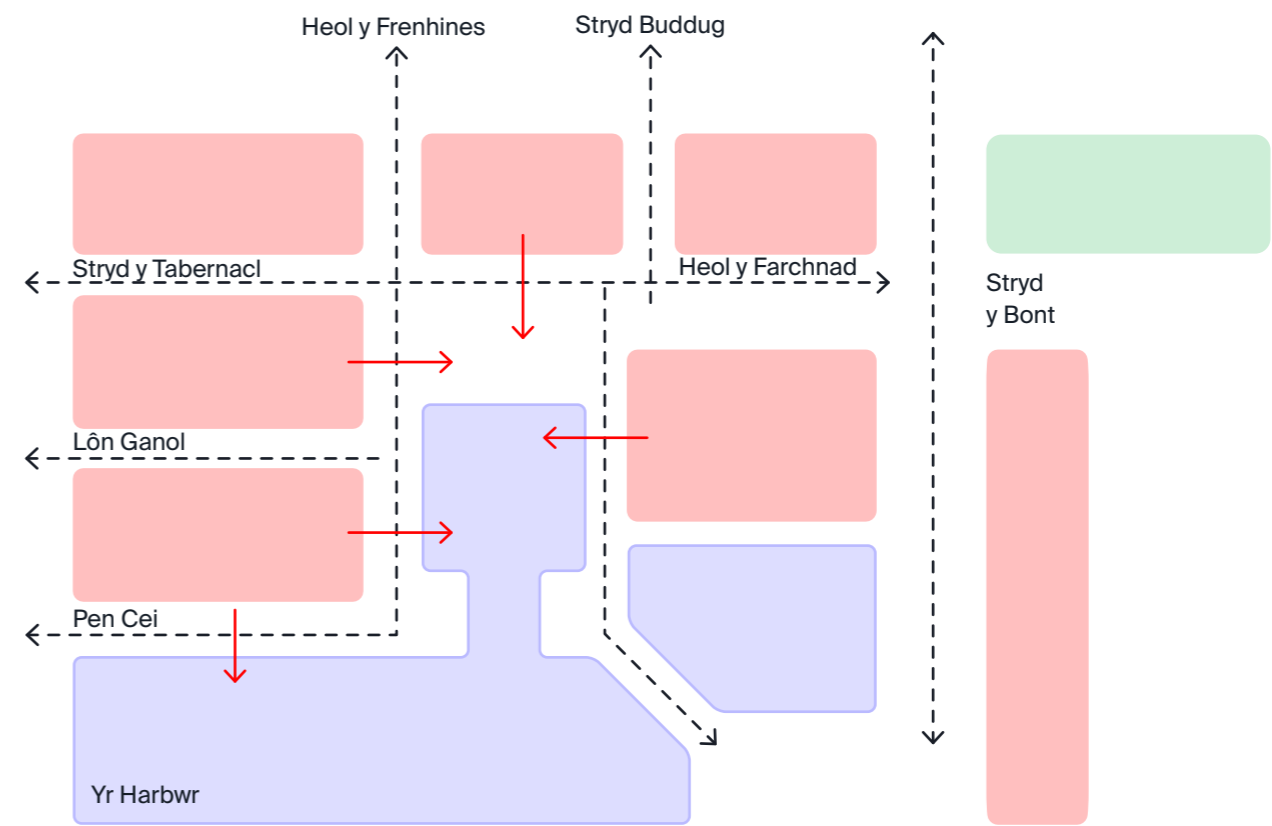 Heol y Frenhines
Stryd Buddug
Stryd y Tabernacl
Heol y Farchnad
Stryd
y Bont
Lôn Ganol
Pen Cei
Yr Harbwr